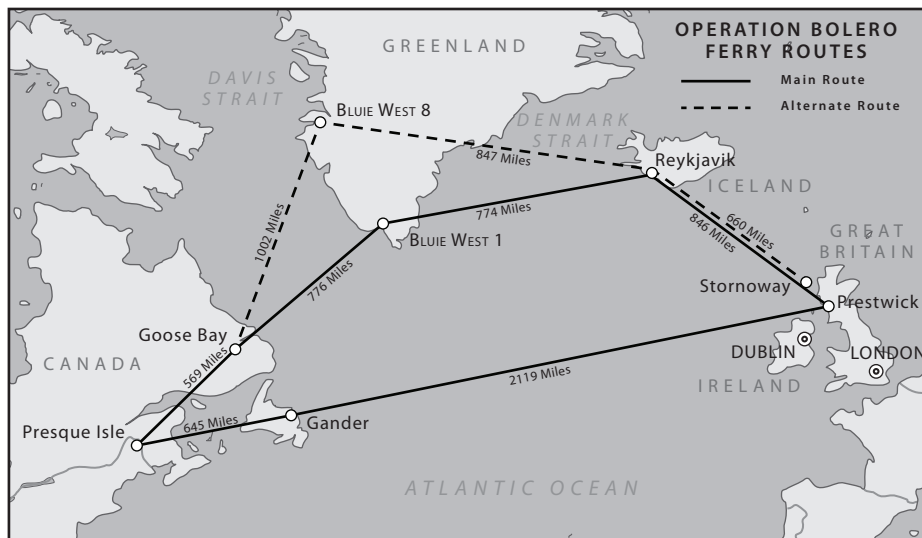 OPERATION BOLERO
FERRY ROUTES
Main Route
Alternate Route
GREENLAND
DAVIS
STRAIT
BLUIE WEST 8
DENMARK
STRAIT
847 Miles
Reykjavik
ICELAND
774 Miles
1002 Miles
BLUIE WEST 1
776 Miles
660 Miles
846 Miles
GREAT
BRITAIN
Stornoway
Prestwick
Goose Bay
CANADA
569 Miles
DUBLIN
LONDON
IRELAND
2119 Miles
645 Miles
Presque Isle
Gander
ATLANTIC OCEAN